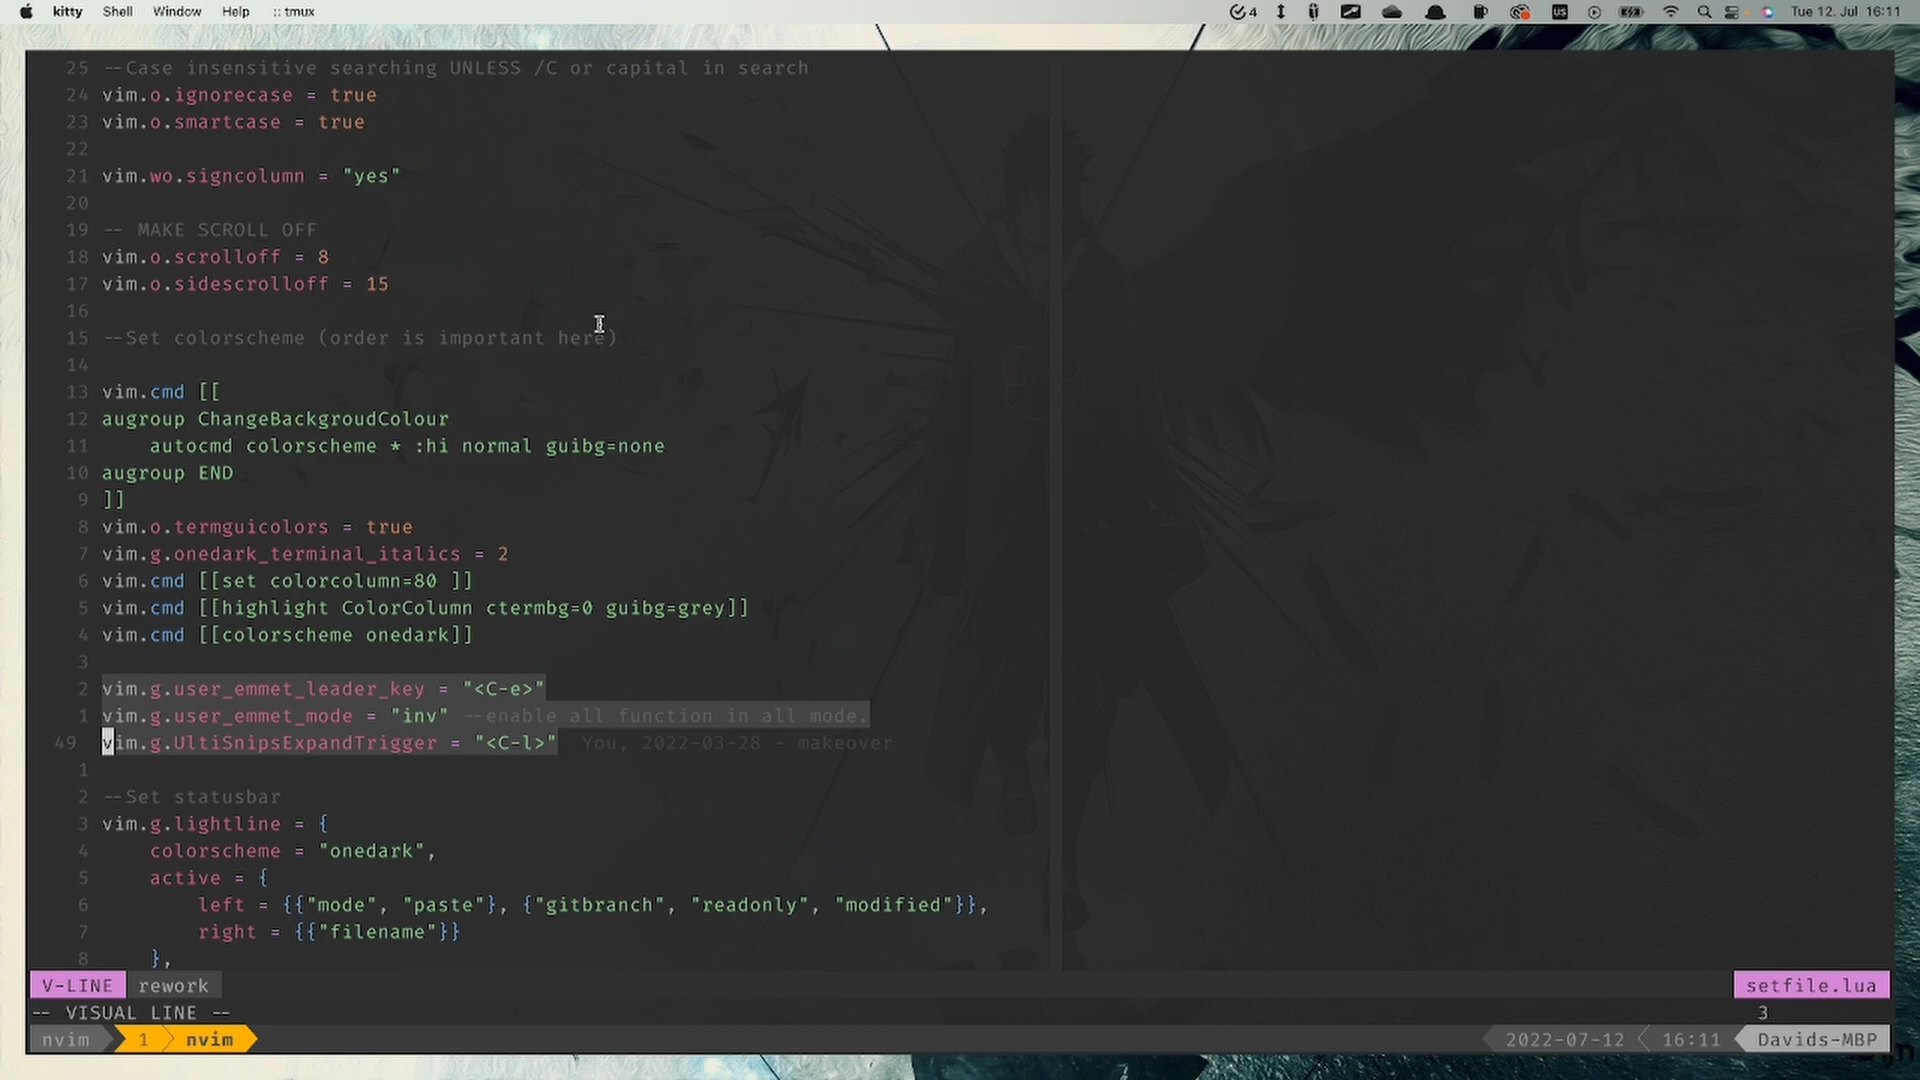 kitty Shell Window Help :: tmux 4 US Tue 12. Jul 16:11
25 --Case insensitive searching UNLESS /C or capital in search
24 vim.o.ignorecase = true
23 vim.o.smartcase = true
22
21 vim.wo.signcolumn = "yes"
20
19 -- MAKE SCROLL OFF
18 vim.o.scrolloff = 8
17 vim.o.sidescrolloff = 15
16
15 --Set colorscheme (order is important here)
14
13 vim.cmd [[
12 augroup ChangeBackgroudColour
11 autocmd colorscheme * :hi normal guibg=none
10 augroup END
9 ]]
8 vim.o.termguicolors = true
7 vim.g.onedark_terminal_italics = 2
6 vim.cmd [[set colorcolumn=80 ]]
5 vim.cmd [[highlight ColorColumn ctermbg=0 guibg=grey]]
4 vim.cmd [[colorscheme onedark]]
3
2 vim.g.user_emmet_leader_key = "<C-e>"
1 vim.g.user_emmet_mode = "inv" --enable all function in all mode.
49 vim.g.UltiSnipsExpandTrigger = "<C-l>" You, 2022-03-28 - makeover
1
2 --Set statusbar
3 vim.g.lightline = {
4 colorscheme = "onedark",
5 active = {
6 left = {{"mode", "paste"}, {"gitbranch", "readonly", "modified"}},
7 right = {{"filename"}}
8 },
V-LINE rework setfile.lua
-- VISUAL LINE -- 3
nvim 1 nvim 2022-07-12 16:11 Davids-MBP